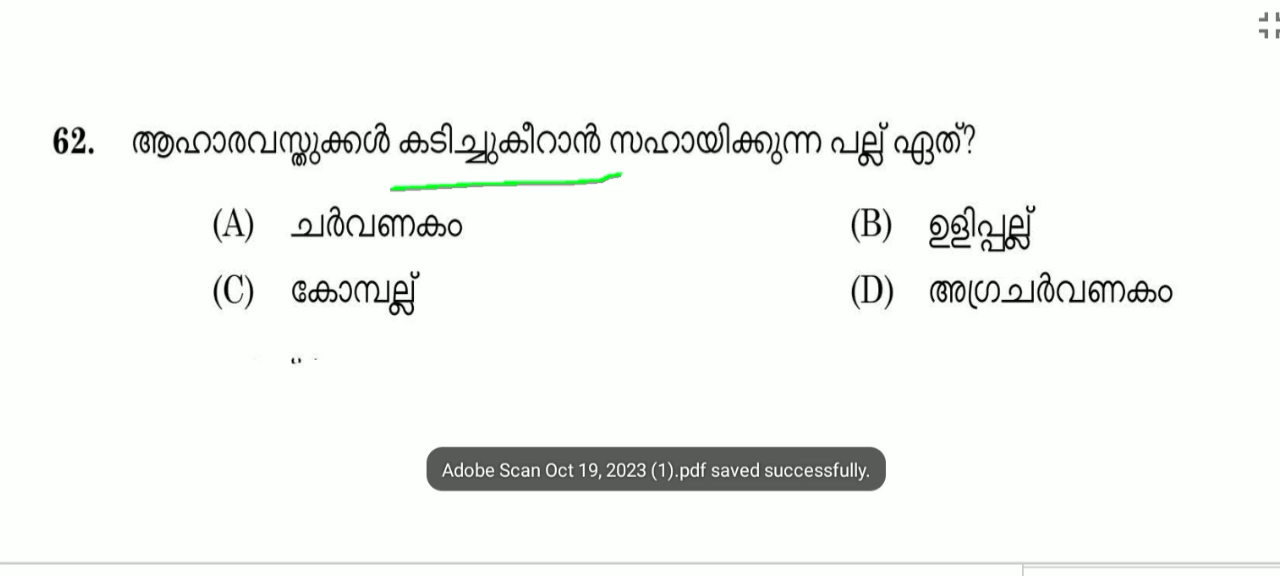 62. ആഹാരവസ്തുക്കൾ കടിച്ചുകീറാൻ സഹായിക്കുന്ന പല്ല് ഏത്?
(A) ചർവണകം (B) ഉളിപ്പല്ല്
(C) കോമ്പല്ല് (D) അഗ്രചർവണകം
Adobe Scan Oct 19, 2023 (1).pdf saved successfully.